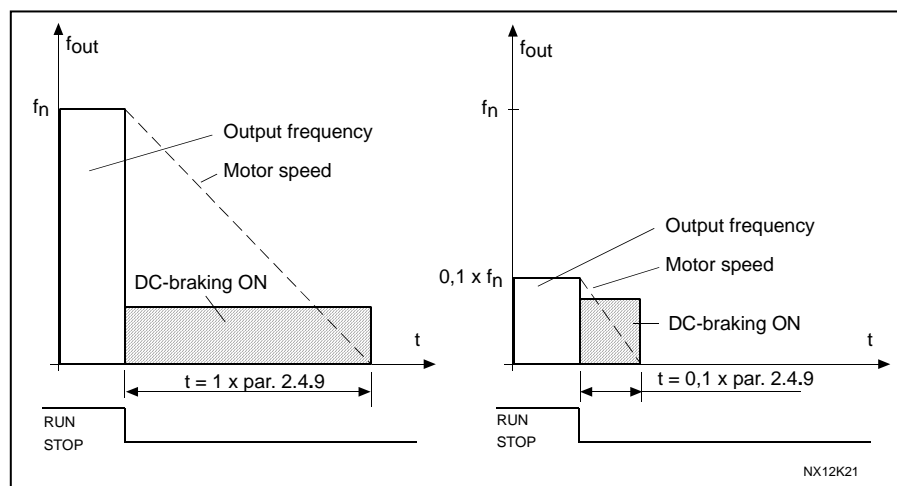 fout
fn
Output frequency
Motor speed
DC-braking ON
t
t = 1 x par. 2.4.9
RUN
STOP
fout
fn
Output frequency
Motor speed
0,1 x fn
DC-braking ON
t
t = 0,1 x par. 2.4.9
RUN
STOP
NX12K21